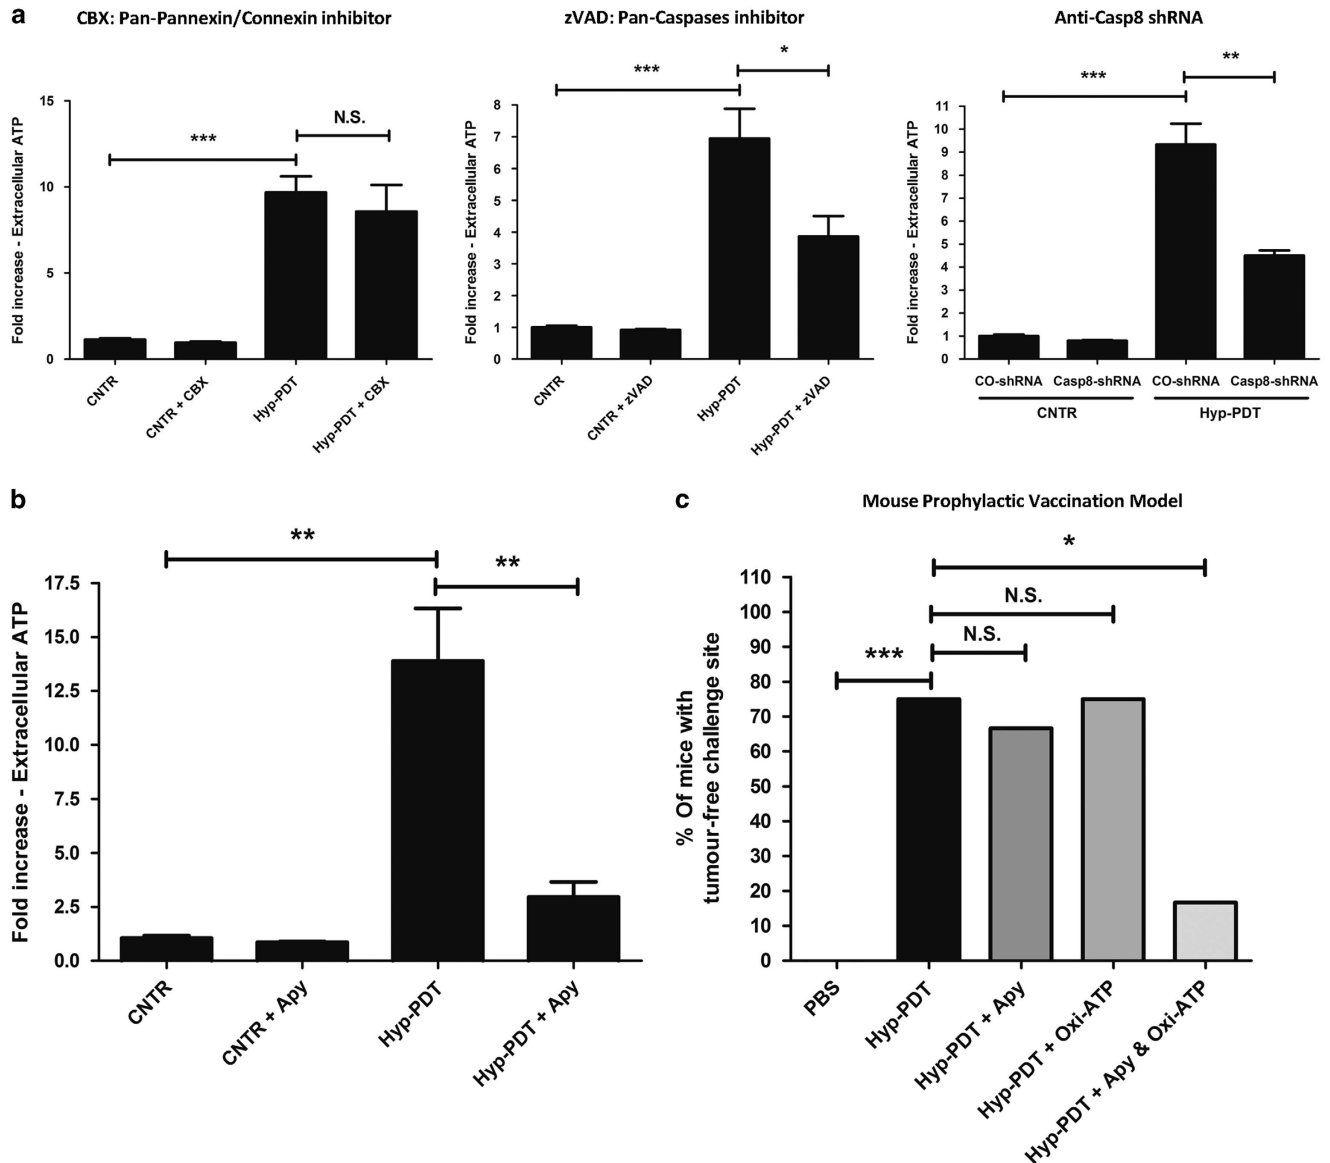 a
CBX: Pan-Pannexin/Connexin inhibitor
Fold increase - Extracellular ATP
15
10
5
0
***
N.S.
CNTR
CNTR + CBX
Hyp-PDT
Hyp-PDT + CBX
zVAD: Pan-Caspases inhibitor
Fold increase - Extracellular ATP
8
7
6
5
4
3
2
1
0
***
*
CNTR
CNTR + zVAD
Hyp-PDT
Hyp-PDT + zVAD
Anti-Casp8 shRNA
Fold increase - Extracellular ATP
11
10
9
8
7
6
5
4
3
2
1
0
***
**
CO-shRNA
Casp8-shRNA
CO-shRNA
Casp8-shRNA
CNTR
Hyp-PDT
b
Fold increase - Extracellular ATP
17.5
15.0
12.5
10.0
7.5
5.0
2.5
0.0
**
**
CNTR
CNTR + Apy
Hyp-PDT
Hyp-PDT + Apy
c
Mouse Prophylactic Vaccination Model
% Of mice with
tumour-free challenge site
110
100
90
80
70
60
50
40
30
20
10
0
*
N.S.
N.S.
***
PBS
Hyp-PDT
Hyp-PDT + Apy
Hyp-PDT + Oxi-ATP
Hyp-PDT + Apy & Oxi-ATP